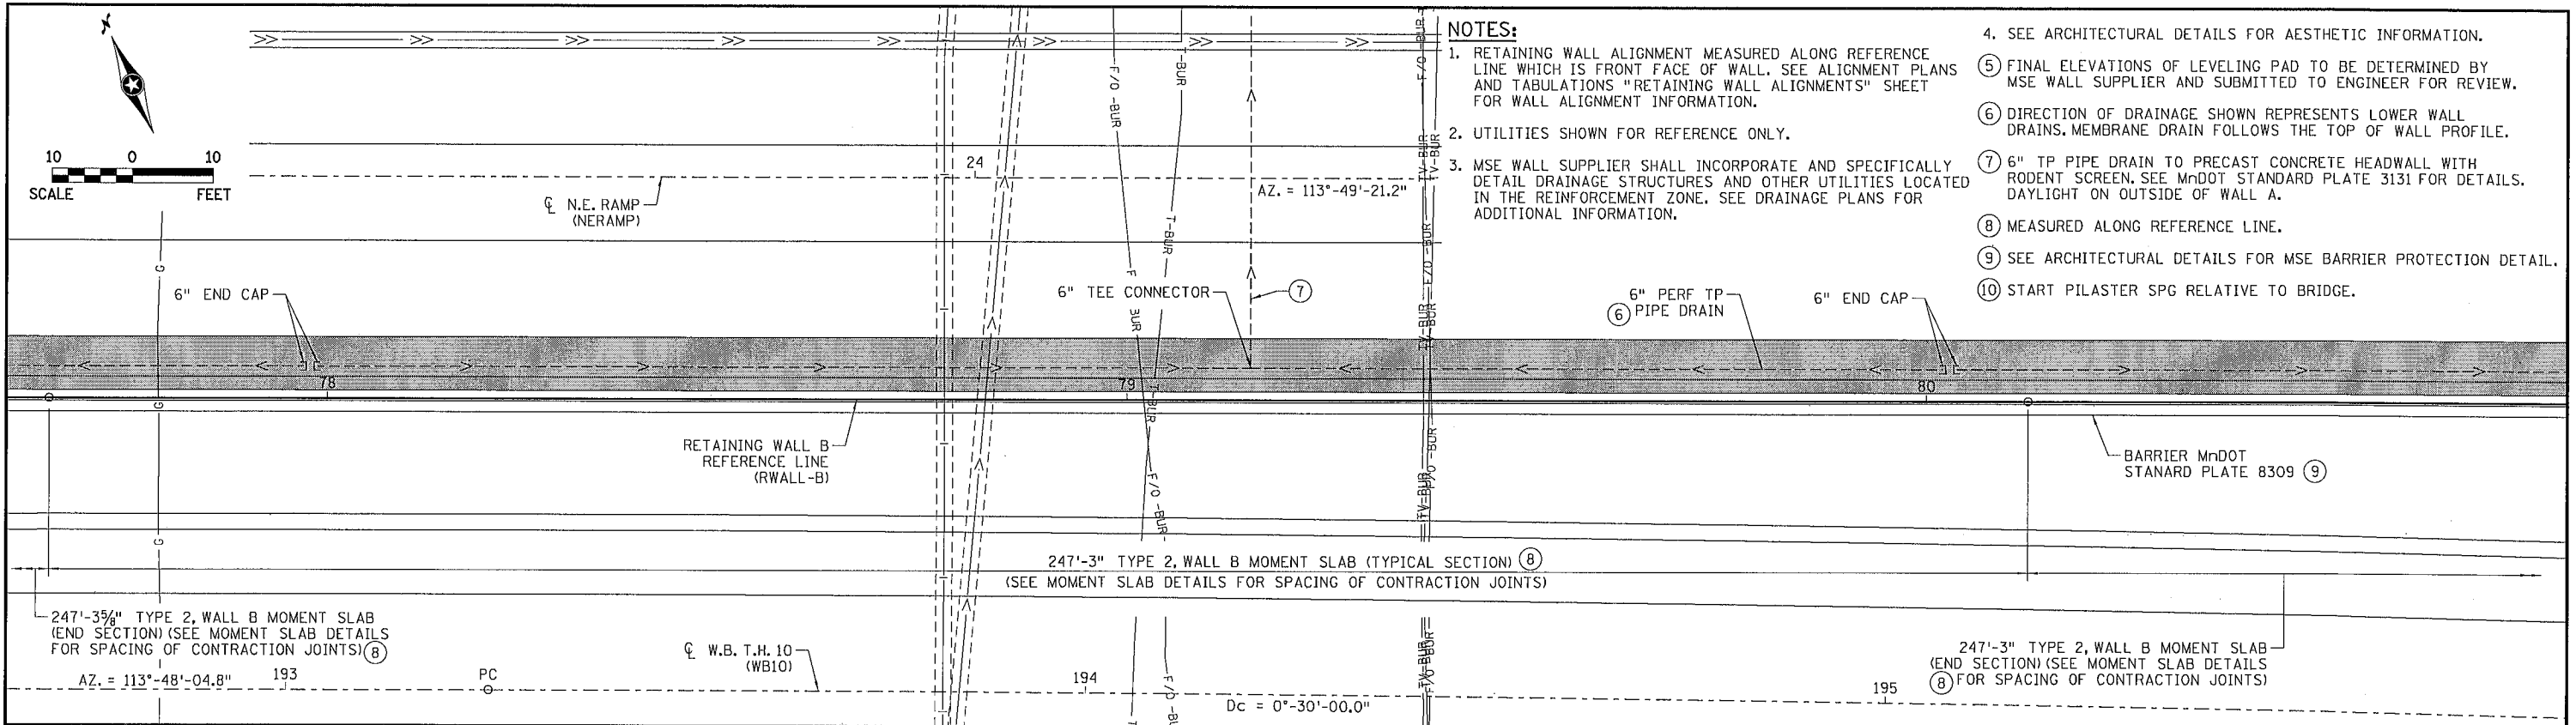 NOTES:
1. RETAINING WALL ALIGNMENT MEASURED ALONG REFERENCE
LINE WHICH IS FRONT FACE OF WALL. SEE ALIGNMENT PLANS
AND TABULATIONS "RETAINING WALL ALIGNMENTS" SHEET
FOR WALL ALIGNMENT INFORMATION.
2. UTILITIES SHOWN FOR REFERENCE ONLY.
3. MSE WALL SUPPLIER SHALL INCORPORATE AND SPECIFICALLY
DETAIL DRAINAGE STRUCTURES AND OTHER UTILITIES LOCATED
IN THE REINFORCEMENT ZONE. SEE DRAINAGE PLANS FOR
ADDITIONAL INFORMATION.
4. SEE ARCHITECTURAL DETAILS FOR AESTHETIC INFORMATION.
5 FINAL ELEVATIONS OF LEVELING PAD TO BE DETERMINED BY
MSE WALL SUPPLIER AND SUBMITTED TO ENGINEER FOR REVIEW.
6 DIRECTION OF DRAINAGE SHOWN REPRESENTS LOWER WALL
DRAINS. MEMBRANE DRAIN FOLLOWS THE TOP OF WALL PROFILE.
7 6" TP PIPE DRAIN TO PRECAST CONCRETE HEADWALL WITH
RODENT SCREEN. SEE MnDOT STANDARD PLATE 3131 FOR DETAILS.
DAYLIGHT ON OUTSIDE OF WALL A.
8 MEASURED ALONG REFERENCE LINE.
9 SEE ARCHITECTURAL DETAILS FOR MSE BARRIER PROTECTION DETAIL.
10 START PILASTER SPG RELATIVE TO BRIDGE.
N
10 0 10
SCALE FEET
24
AZ. = 113°-49'-21.2"
℄ N.E. RAMP
(NERAMP)
F/O -BUR
T-BUR
-BUR
TV-BUR
F/O -BUR
G
6" END CAP
6" TEE CONNECTOR
7
6" PERF TP
6 PIPE DRAIN
6" END CAP
78
79
80
G
T-BUR
RETAINING WALL B
REFERENCE LINE
(RWALL-B)
F/O -BUR
TV-BUR
BARRIER MnDOT
STANARD PLATE 8309 9
G
247'-3" TYPE 2, WALL B MOMENT SLAB (TYPICAL SECTION) 8
(SEE MOMENT SLAB DETAILS FOR SPACING OF CONTRACTION JOINTS)
247'-3⅝" TYPE 2, WALL B MOMENT SLAB
(END SECTION) (SEE MOMENT SLAB DETAILS
FOR SPACING OF CONTRACTION JOINTS) 8
℄ W.B. T.H. 10
(WB10)
247'-3" TYPE 2, WALL B MOMENT SLAB
(END SECTION) (SEE MOMENT SLAB DETAILS
8 FOR SPACING OF CONTRACTION JOINTS)
AZ. = 113°-48'-04.8"
193
PC
194
195
Dc = 0°-30'-00.0"